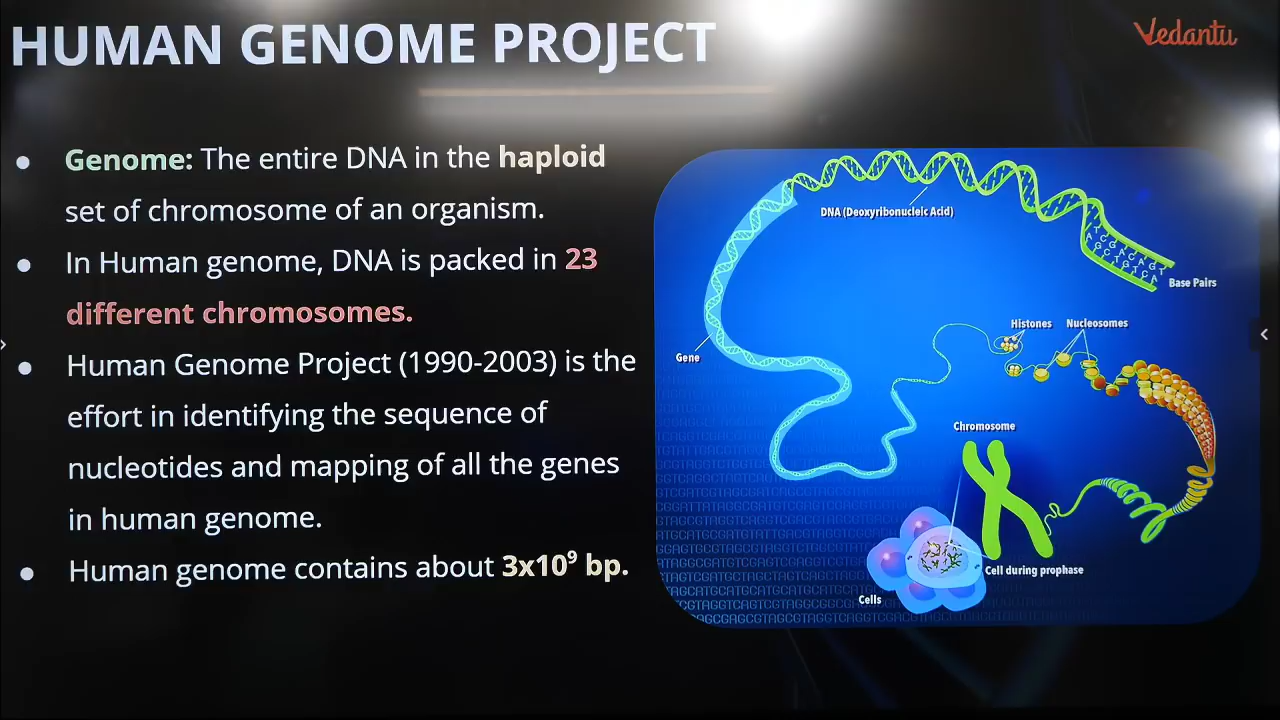 HUMAN GENOME PROJECT
Vedantu
● Genome: The entire DNA in the haploid
set of chromosome of an organism.
● In Human genome, DNA is packed in 23
different chromosomes.
● Human Genome Project (1990-2003) is the
effort in identifying the sequence of
nucleotides and mapping of all the genes
in human genome.
● Human genome contains about 3x10⁹ bp.
DNA (Deoxyribonucleic Acid)
Base Pairs
Histones
Nucleosomes
Gene
Chromosome
Cell during prophase
Cells